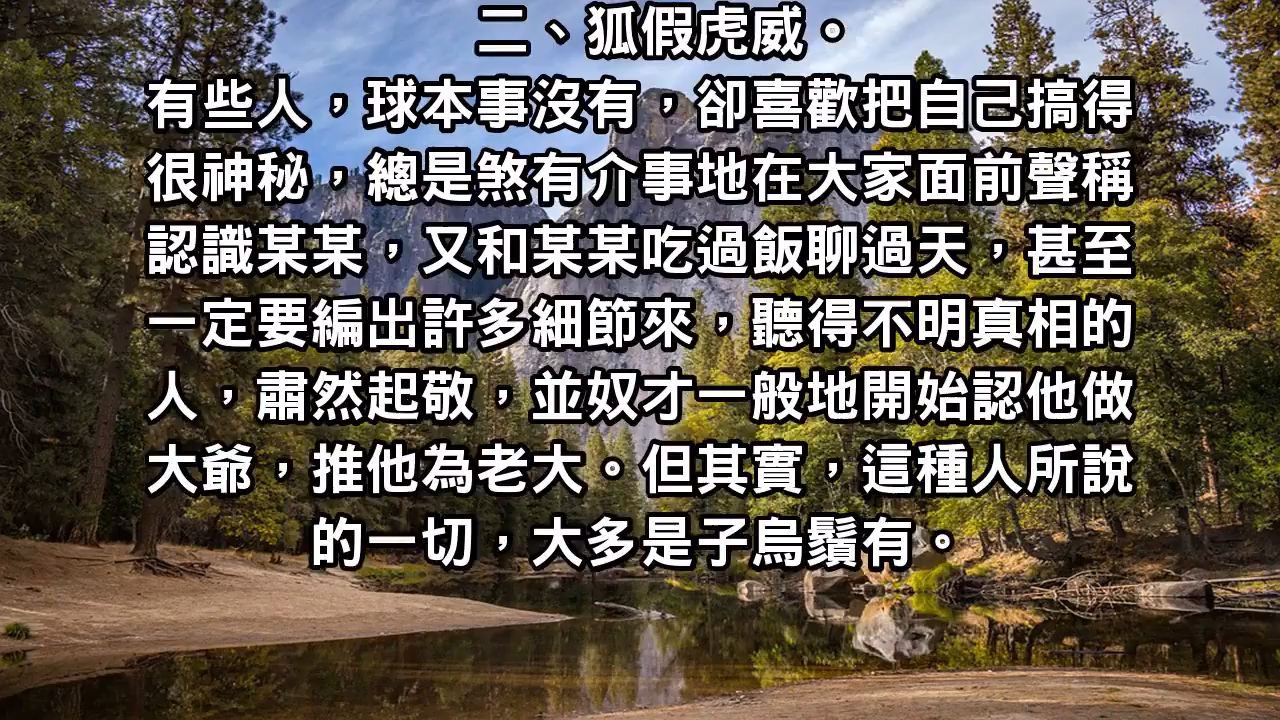 二、狐假虎威。
有些人，球本事沒有，卻喜歡把自己搞得
很神秘，總是煞有介事地在大家面前聲稱
認識某某，又和某某吃過飯聊過天，甚至
一定要編出許多細節來，聽得不明真相的
人，肅然起敬，並奴才一般地開始認他做
大爺，推他為老大。但其實，這種人所說
的一切，大多是子烏鬚有。